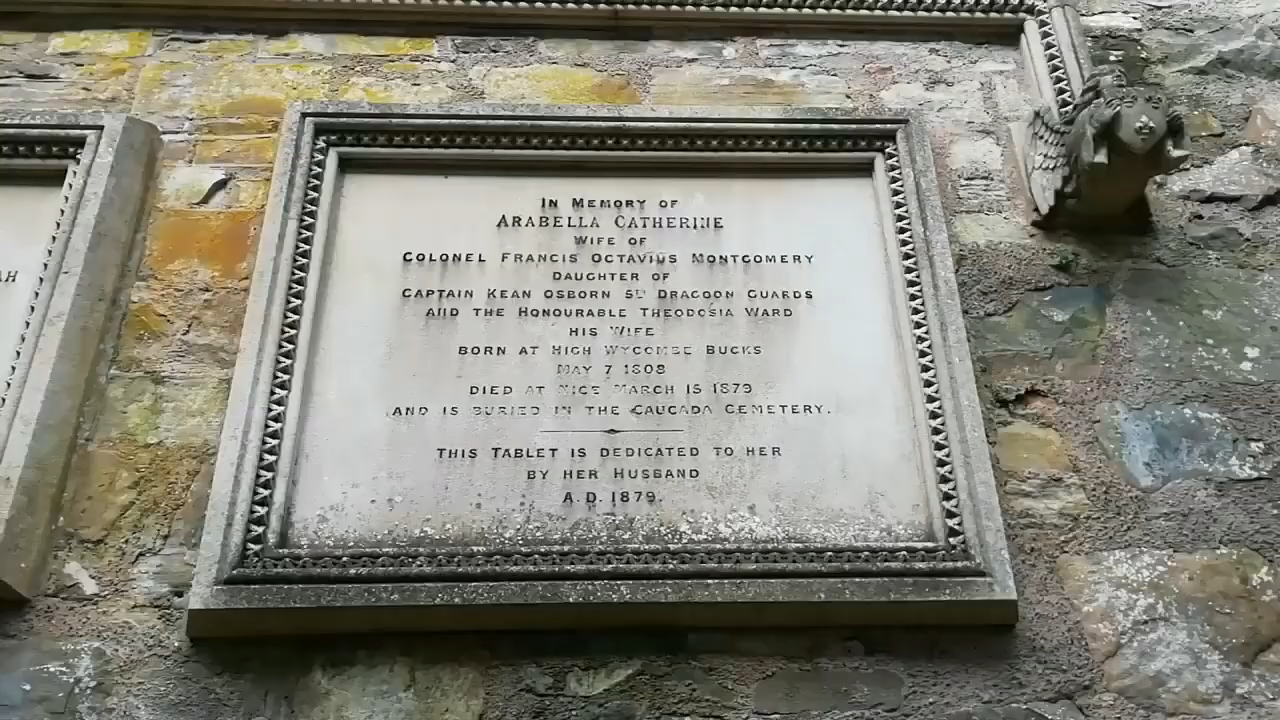 IN MEMORY OF
ARABELLA CATHERINE
WIFE OF
COLONEL FRANCIS OCTAVIUS MONTGOMERY
DAUGHTER OF
CAPTAIN KEAN OSBORN 5TH DRAGOON GUARDS
AND THE HONOURABLE THEODOSIA WARD
HIS WIFE
BORN AT HIGH WYCOMBE BUCKS
MAY 7 1808
DIED AT NICE MARCH 15 1879
AND IS BURIED IN THE CAUCADA CEMETERY.
THIS TABLET IS DEDICATED TO HER
BY HER HUSBAND
A.D. 1879.